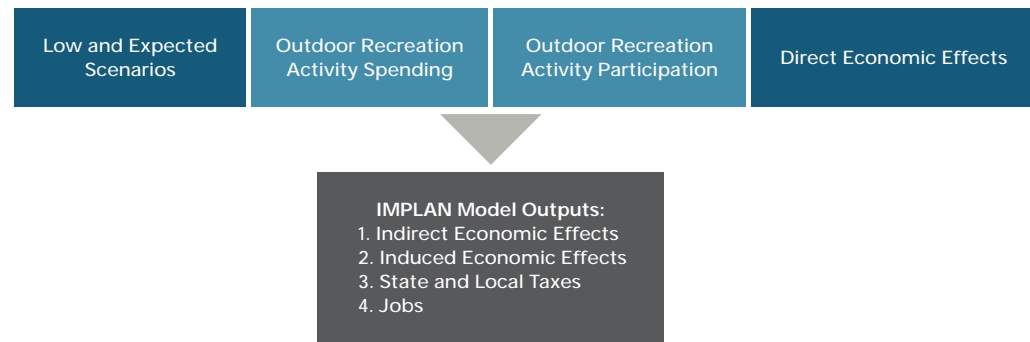 Low and Expected
Scenarios
Outdoor Recreation
Activity Spending
Outdoor Recreation
Activity Participation
Direct Economic Effects
IMPLAN Model Outputs:
1. Indirect Economic Effects
2. Induced Economic Effects
3. State and Local Taxes
4. Jobs